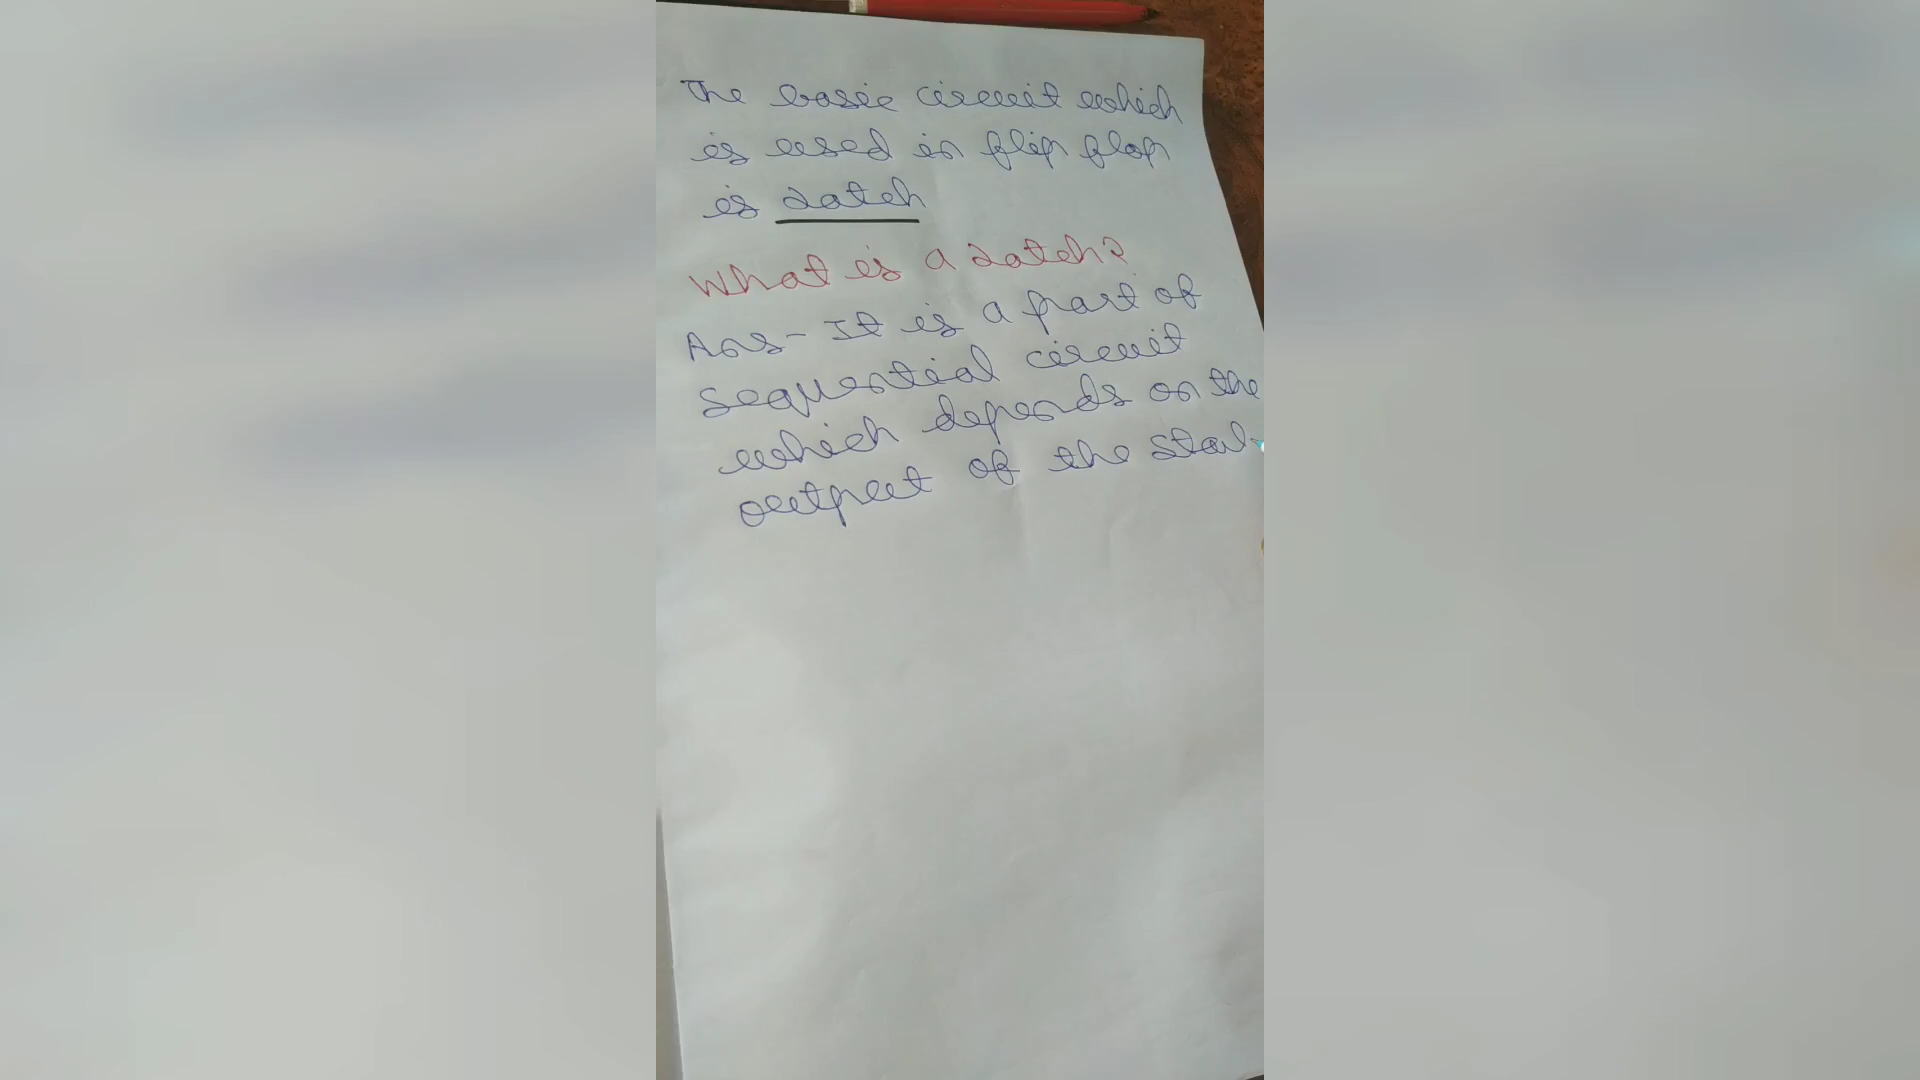 The basic circuit which
is used in flip flop
is Latch
What is a Latch?
Ans- It is a part of
sequential circuit
which depends on the
output of the